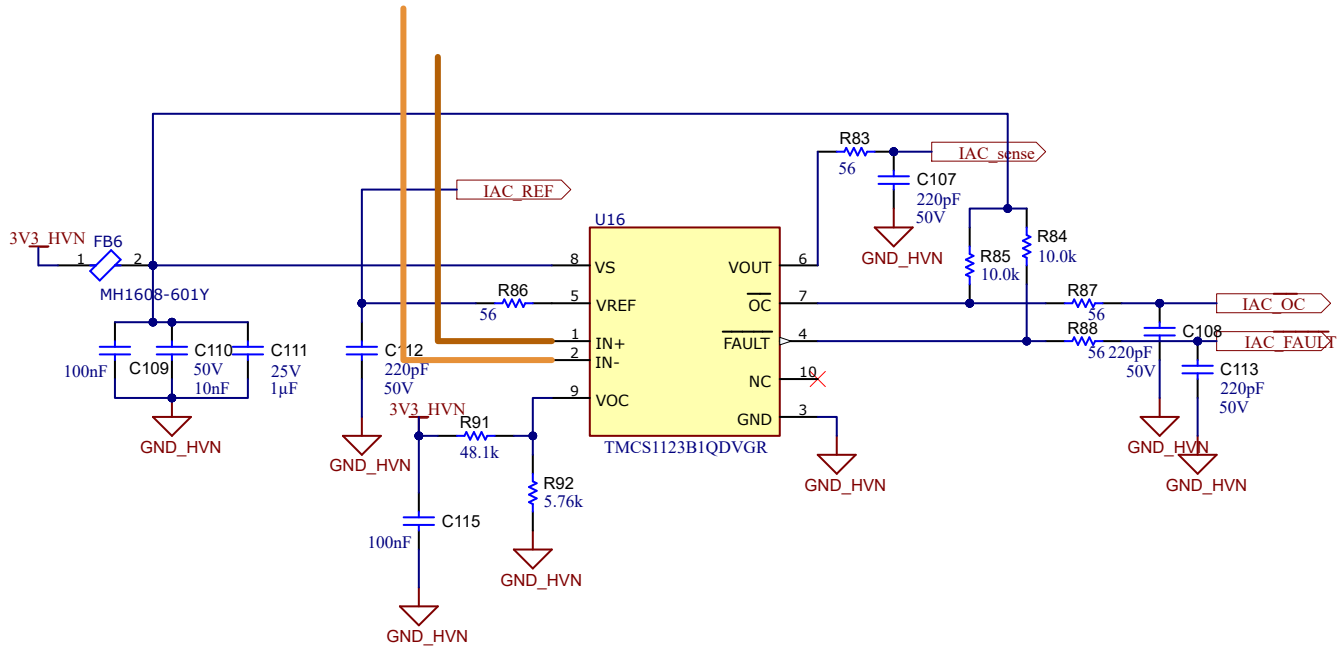 R83
56
IAC_sense
C107
220pF
50V
GND_HVN
IAC_REF
U16
3V3_HVN
FB6
1
2
MH1608-601Y
8
VS
VOUT
6
R85
10.0k
R84
10.0k
R86
56
5
VREF
OC
7
R87
56
IAC_OC
1
IN+
FAULT
4
R88
56
IAC_FAULT
2
IN-
C108
220pF
50V
C113
220pF
50V
100nF
C109
C110
50V
10nF
C111
25V
1µF
C112
220pF
50V
NC
10
9
VOC
GND
3
GND_HVN
GND_HVN
3V3_HVN
R91
48.1k
TMCS1123B1QDVGR
GND_HVN
GND_HVN
GND_HVN
R92
5.76k
C115
100nF
GND_HVN
GND_HVN